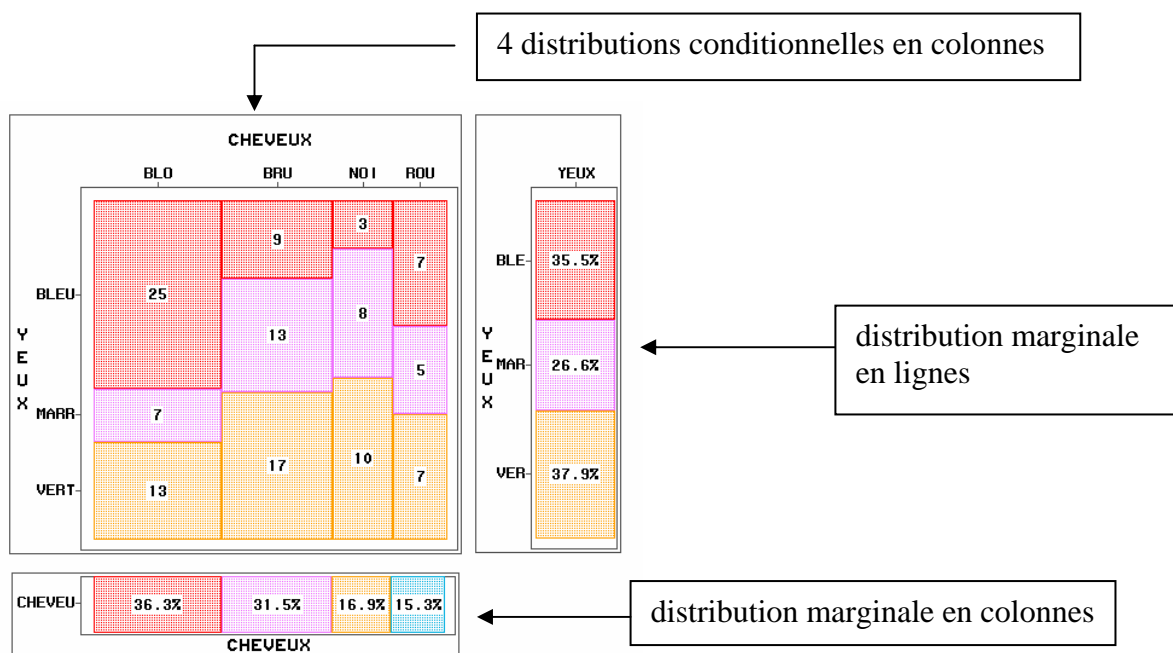 4 distributions conditionnelles en colonnes
CHEVEUX
BLO BRU NOI ROU
YEUX
BLEU
MARR
VERT
25 9 3 7
7 13 8 5
13 17 10 7
YEUX
YEUX
BLE 35.5%
MAR 26.6%
VER 37.9%
distribution marginale
en lignes
CHEVEU 36.3% 31.5% 16.9% 15.3%
CHEVEUX
distribution marginale en colonnes